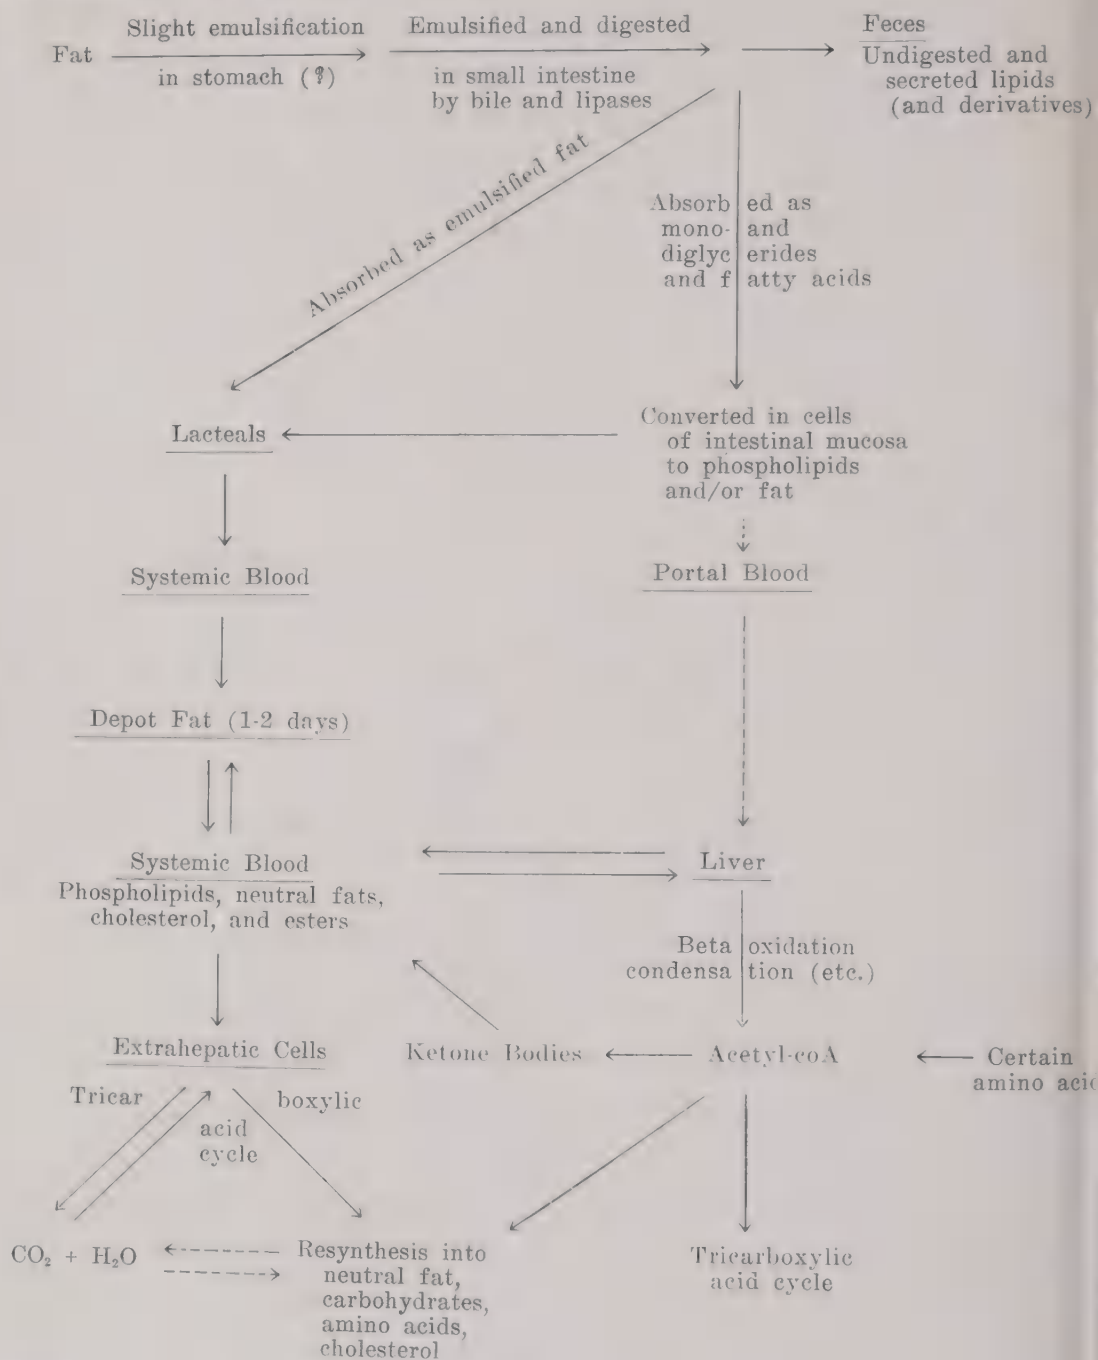 Slight emulsification
Fat
in stomach (?)
Emulsified and digested
in small intestine
by bile and lipases
Feces
Undigested and
secreted lipids
(and derivatives)
Absorbed as emulsified fat
Absorbed as
mono- and
diglycerides
and fatty acids
Lacteals
Converted in cells
of intestinal mucosa
to phospholipids
and/or fat
Systemic Blood
Portal Blood
Depot Fat (1-2 days)
Systemic Blood
Phospholipids, neutral fats,
cholesterol, and esters
Liver
Beta oxidation
condensation (etc.)
Extrahepatic Cells
Ketone Bodies
Acetyl-coA
Certain
amino
Tricarboxylic
acid
cycle
CO₂ + H₂O
Resynthesis into
neutral fat,
carbohydrates,
amino acids,
cholesterol
Tricarboxylic
acid cycle